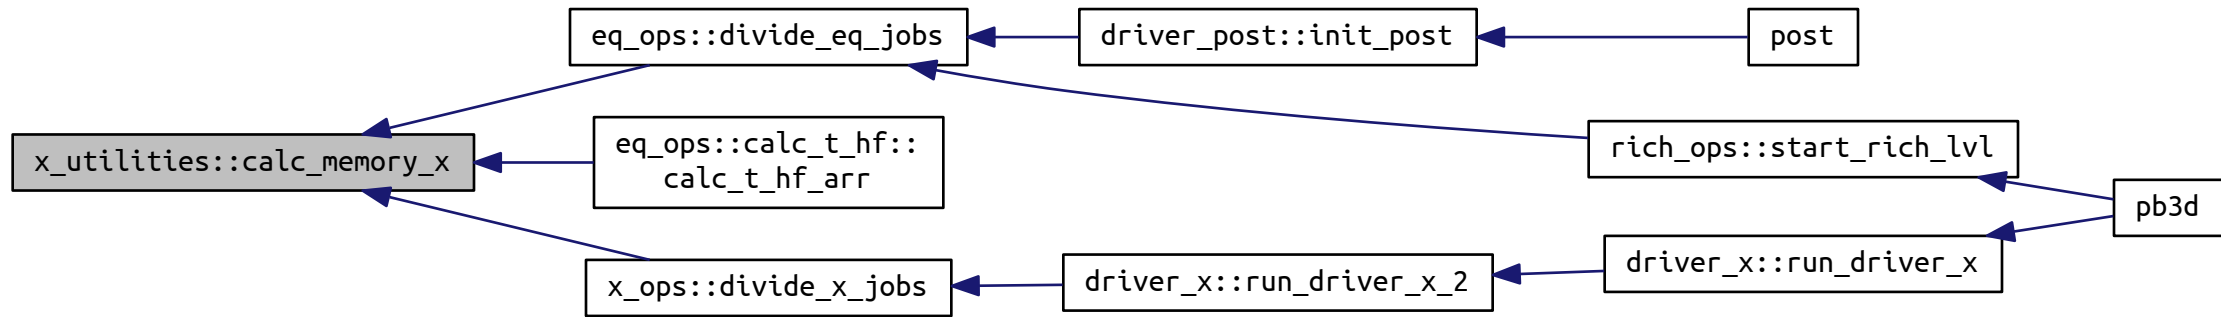 eq_ops::divide_eq_jobs
driver_post::init_post
post
x_utilities::calc_memory_x
eq_ops::calc_t_hf::
calc_t_hf_arr
rich_ops::start_rich_lvl
pb3d
x_ops::divide_x_jobs
driver_x::run_driver_x_2
driver_x::run_driver_x